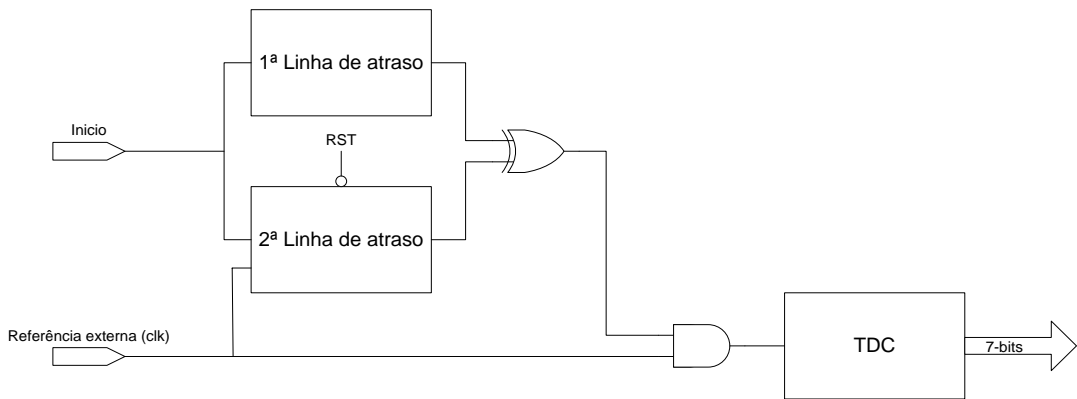 1ª Linha de atraso
Inicio
RST
2ª Linha de atraso
Referência externa (clk)
TDC
7-bits